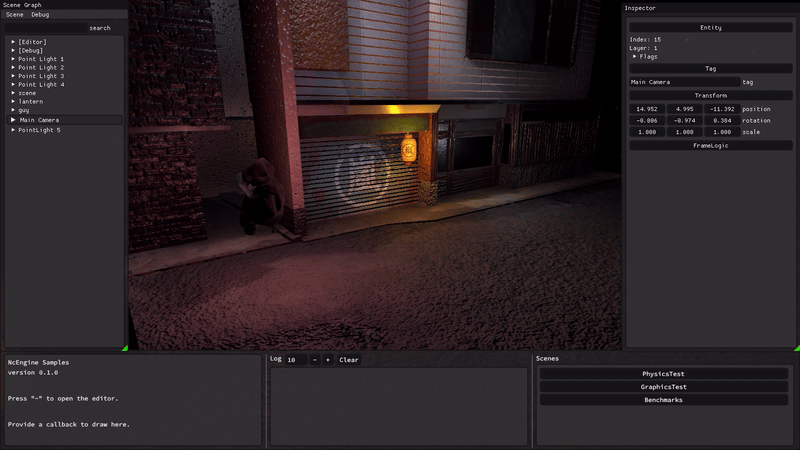 Scene Graph
Scene Debug
search
[Editor]
[Debug]
Point Light 1
Point Light 2
Point Light 3
Point Light 4
scene
lantern
guy
Main Camera
PointLight 5
Inspector
Entity
Index: 15
Layer: 1
Flags
Tag
Main Camera tag
Transform
14.952 4.995 -11.392 position
-0.006 -0.974 0.384 rotation
1.000 1.000 1.000 scale
FrameLogic
NcEngine Samples
version 0.1.0
Press "~" to open the editor.
Provide a callback to draw here.
Log 10 - + Clear
Scenes
PhysicsTest
GraphicsTest
Benchmarks